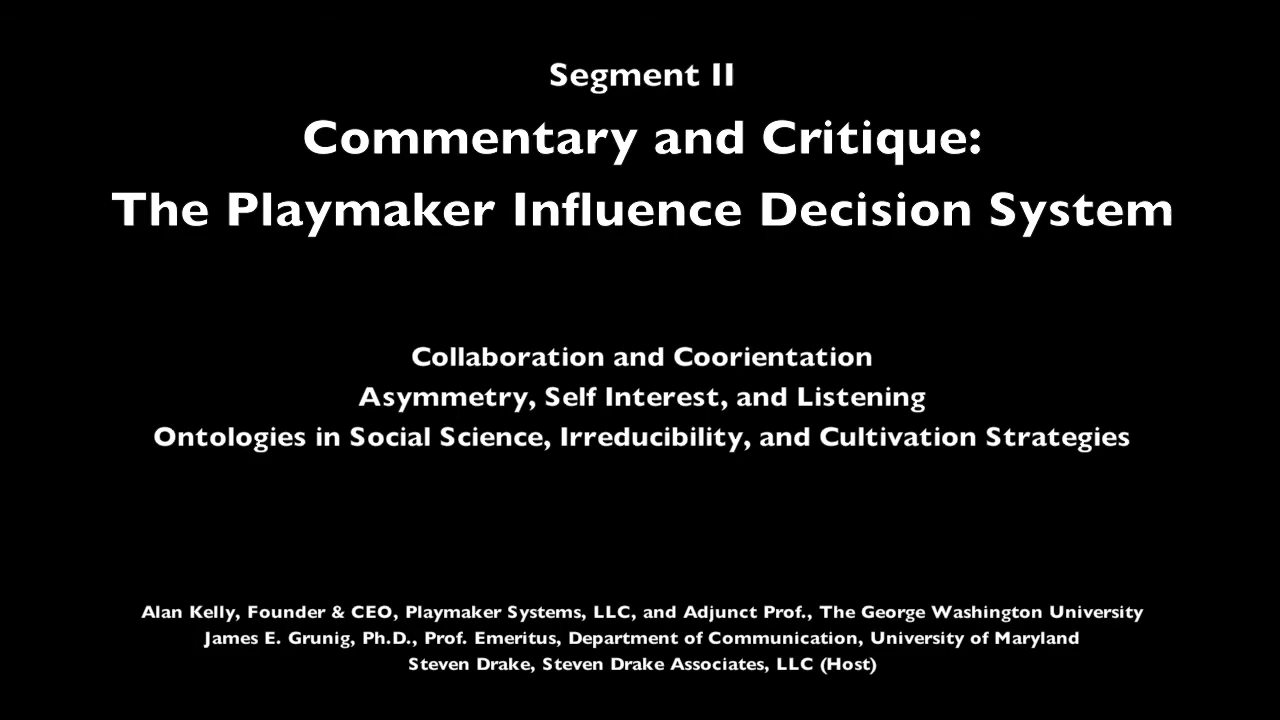 Segment II
Commentary and Critique:
The Playmaker Influence Decision System
Collaboration and Coorientation
Asymmetry, Self Interest, and Listening
Ontologies in Social Science, Irreducibility, and Cultivation Strategies
Alan Kelly, Founder & CEO, Playmaker Systems, LLC, and Adjunct Prof., The George Washington University
James E. Grunig, Ph.D., Prof. Emeritus, Department of Communication, University of Maryland
Steven Drake, Steven Drake Associates, LLC (Host)